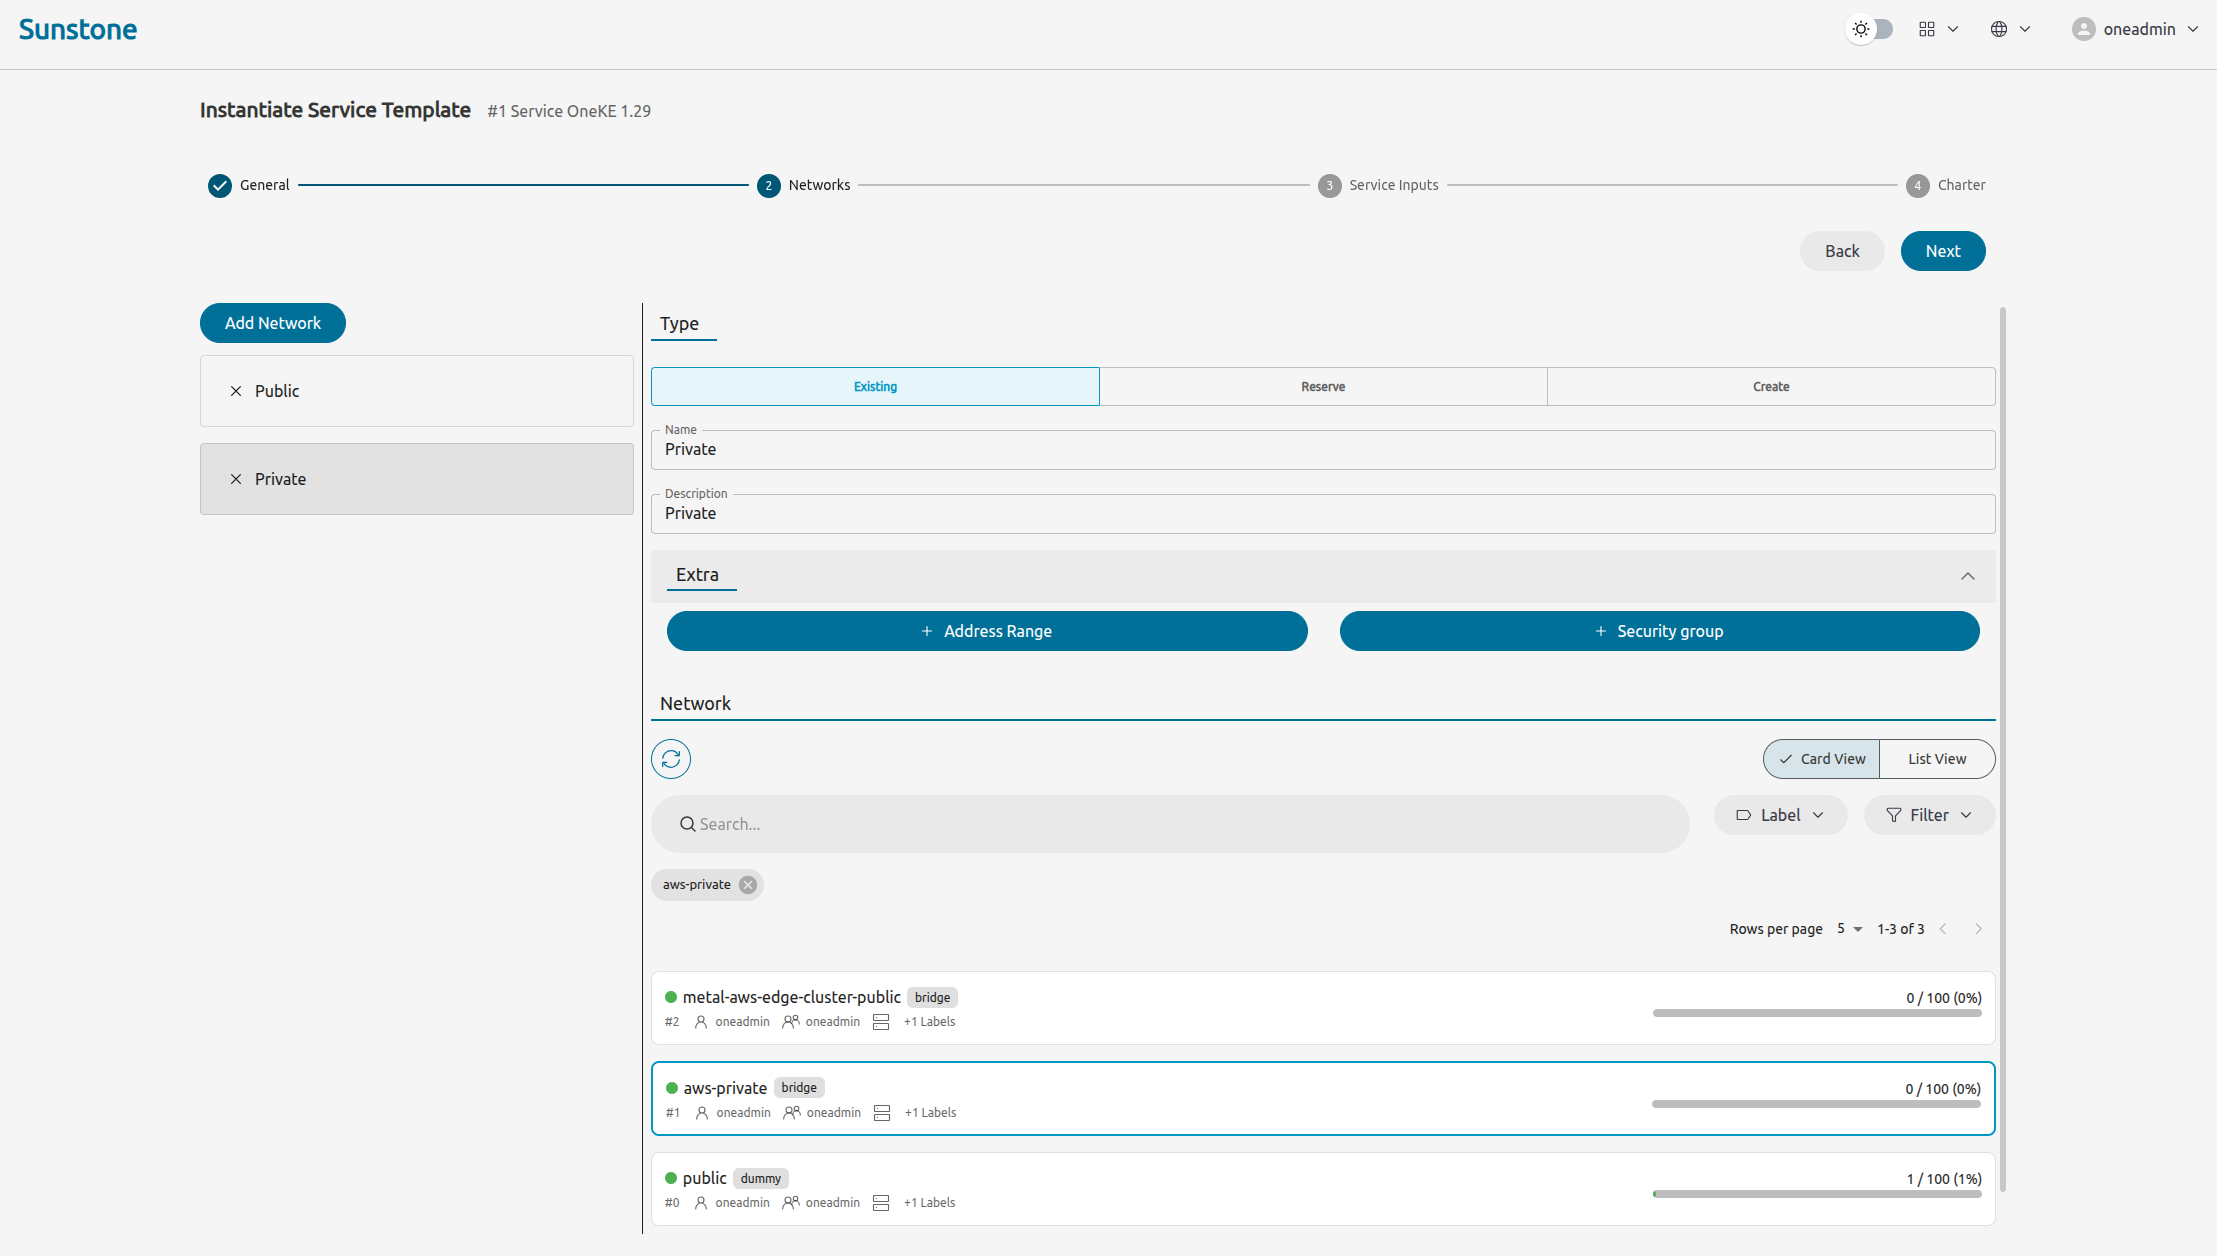 Sunstone
oneadmin
Instantiate Service Template #1 Service OneKE 1.29
General
2 Networks
3 Service Inputs
4 Charter
Back
Next
Add Network
Public
Private
Type
Existing
Reserve
Create
Name
Private
Description
Private
Extra
Address Range
Security group
Network
Card View
List View
Search...
Label
Filter
aws-private
Rows per page 5 1-3 of 3
metal-aws-edge-cluster-public bridge
0 / 100 (0%)
#2 oneadmin oneadmin +1 Labels
aws-private bridge
0 / 100 (0%)
#1 oneadmin oneadmin +1 Labels
public dummy
1 / 100 (1%)
#0 oneadmin oneadmin +1 Labels